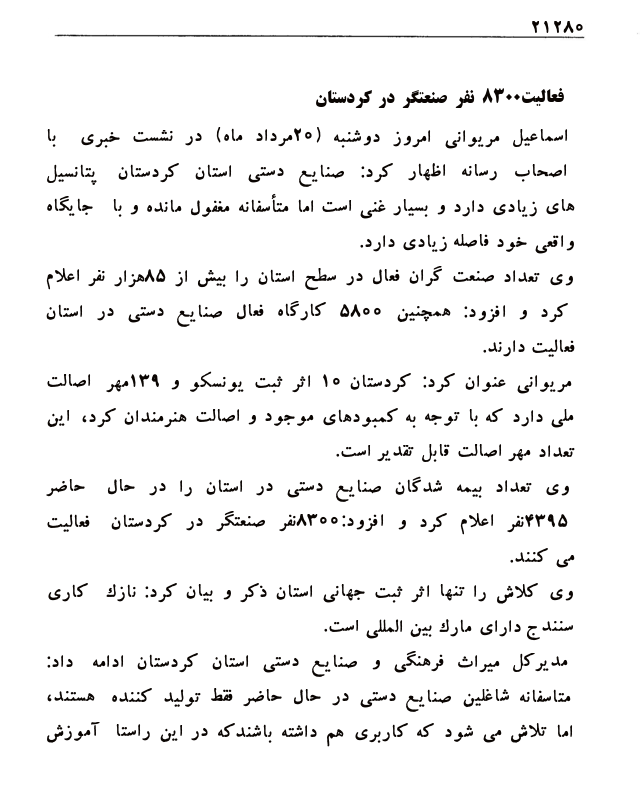 ۲۱۲۸۰
فعالیت۸۳۰۰ نفر صنعتگر در کردستان
اسماعیل مریوانی امروز دوشنبه (۲۰مرداد ماه) در نشست خبری با
اصحاب رسانه اظهار کرد: صنایع دستی استان کردستان پتانسیل
های زیادی دارد و بسیار غنی است اما متأسفانه مغفول مانده و با جایگاه
واقعی خود فاصله زیادی دارد.
وی تعداد صنعت گران فعال در سطح استان را بیش از ۸۵هزار نفر اعلام
کرد و افزود: همچنین ۵۸۰۰ کارگاه فعال صنایع دستی در استان
فعالیت دارند.
مریوانی عنوان کرد: کردستان ۱۰ اثر ثبت یونسکو و ۱۳۹مهر اصالت
ملی دارد که با توجه به کمبودهای موجود و اصالت هنرمندان کرد، این
تعداد مهر اصالت قابل تقدیر است.
وی تعداد بیمه شدگان صنایع دستی در استان را در حال حاضر
۴۳۹۵نفر اعلام کرد و افزود:۸۳۰۰نفر صنعتگر در کردستان فعالیت
می کنند.
وی کلاش را تنها اثر ثبت جهانی استان ذکر و بیان کرد: نازك کاری
سنندج دارای مارك بین المللی است.
مدیرکل میراث فرهنگی و صنایع دستی استان کردستان ادامه داد:
متاسفانه شاغلین صنایع دستی در حال حاضر فقط تولید کننده هستند،
اما تلاش می شود که کاربری هم داشته باشندکه در این راستا آموزش